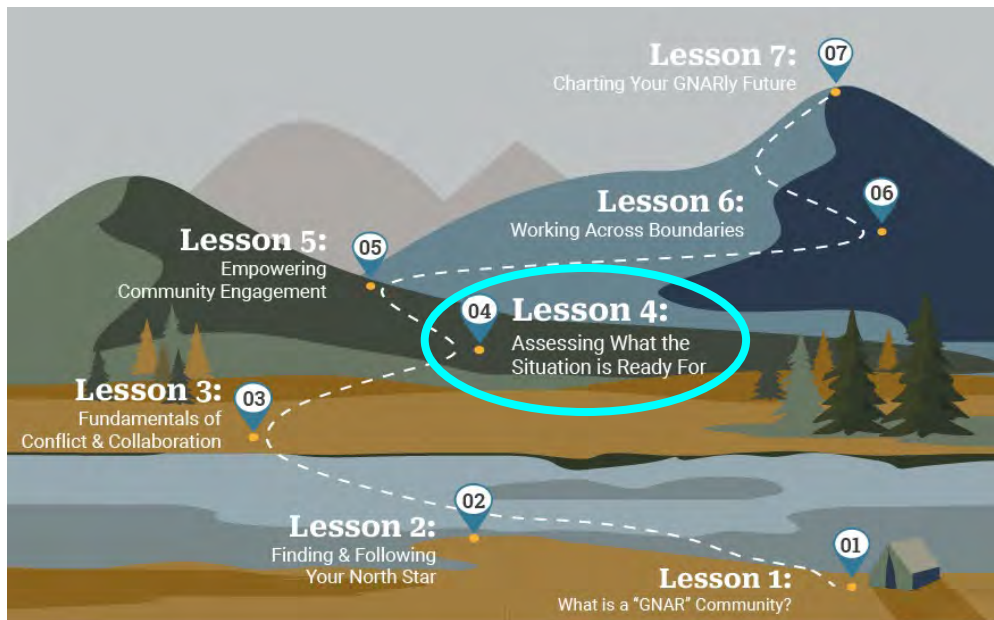 Lesson 7:
Charting Your GNARly Future
07
Lesson 6:
Working Across Boundaries
06
Lesson 5:
Empowering
Community Engagement
05
04
Lesson 4:
Assessing What the
Situation is Ready For
Lesson 3:
Fundamentals of
Conflict & Collaboration
03
Lesson 2:
Finding & Following
Your North Star
02
Lesson 1:
What is a "GNAR" Community?
01